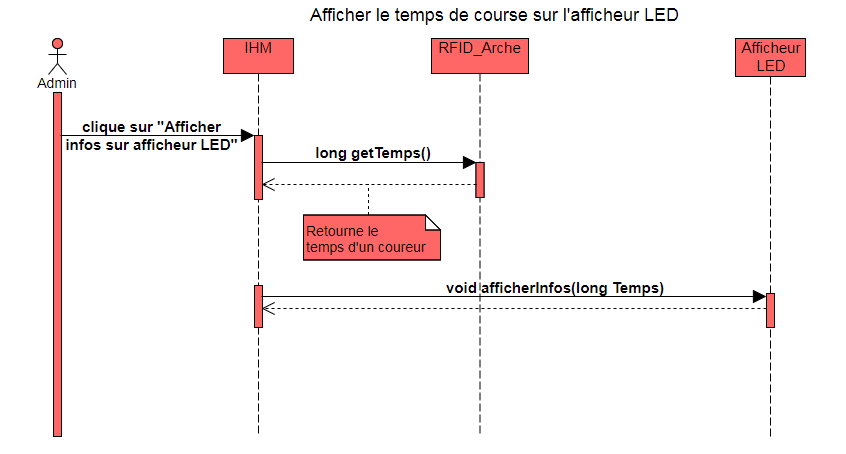 Afficher le temps de course sur l'afficheur LED
IHM
RFID_Arche
Afficheur
LED
Admin
clique sur "Afficher
infos sur afficheur LED"
long getTemps()
Retourne le
temps d'un coureur
void afficherInfos(long Temps)